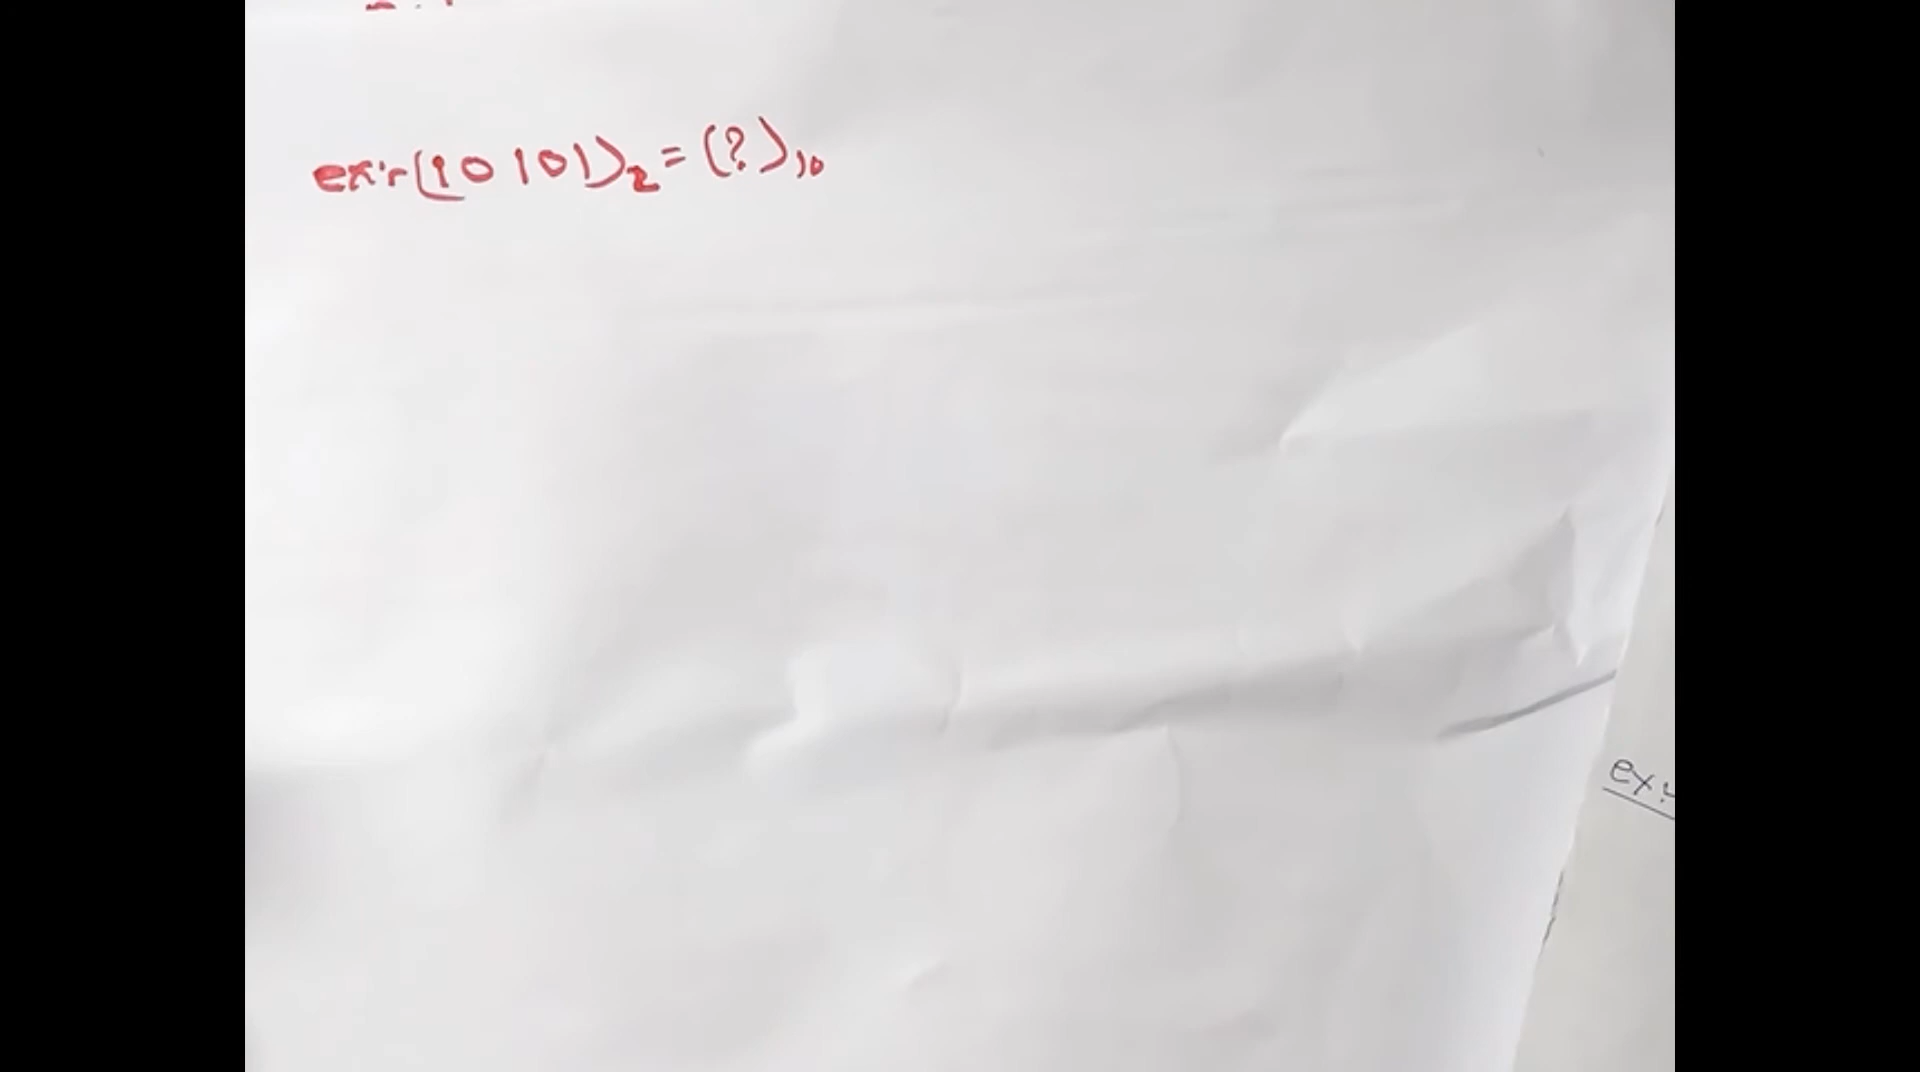 ex:- (10101)₂ = (?)₁₀
ex: